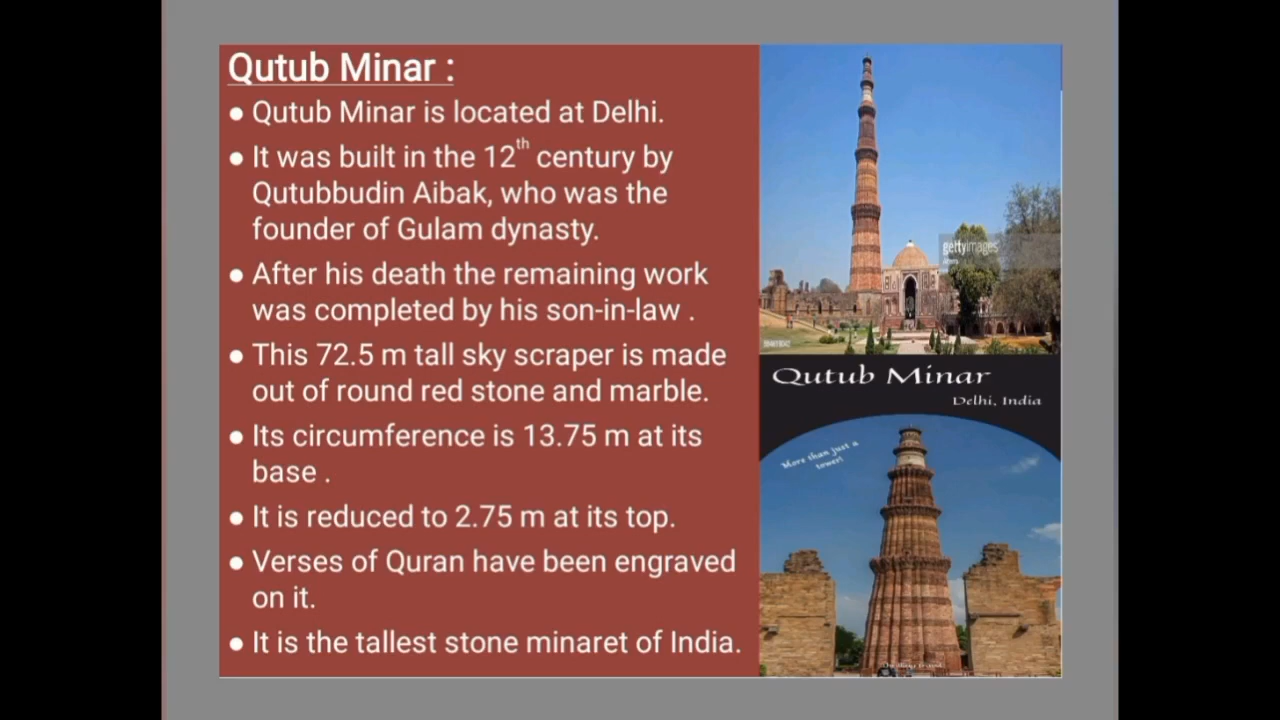 Qutub Minar :
● Qutub Minar is located at Delhi.
● It was built in the 12th century by
Qutubbudin Aibak, who was the
founder of Gulam dynasty.
● After his death the remaining work
was completed by his son-in-law .
● This 72.5 m tall sky scraper is made
out of round red stone and marble.
● Its circumference is 13.75 m at its
base .
● It is reduced to 2.75 m at its top.
● Verses of Quran have been engraved
on it.
● It is the tallest stone minaret of India.
gettyimages
Qutub Minar
Delhi, India
More than just a
tower!